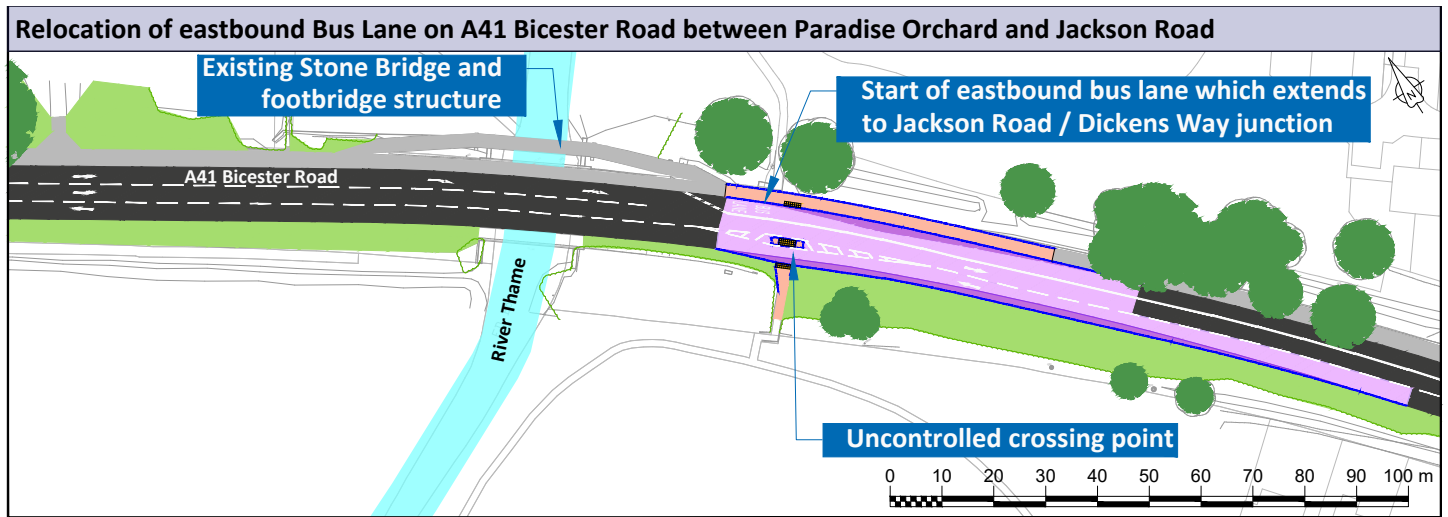 Relocation of eastbound Bus Lane on A41 Bicester Road between Paradise Orchard and Jackson Road
Existing Stone Bridge and
footbridge structure
Start of eastbound bus lane which extends
to Jackson Road / Dickens Way junction
N
A41 Bicester Road
River Thame
Uncontrolled crossing point
0 10 20 30 40 50 60 70 80 90 100 m